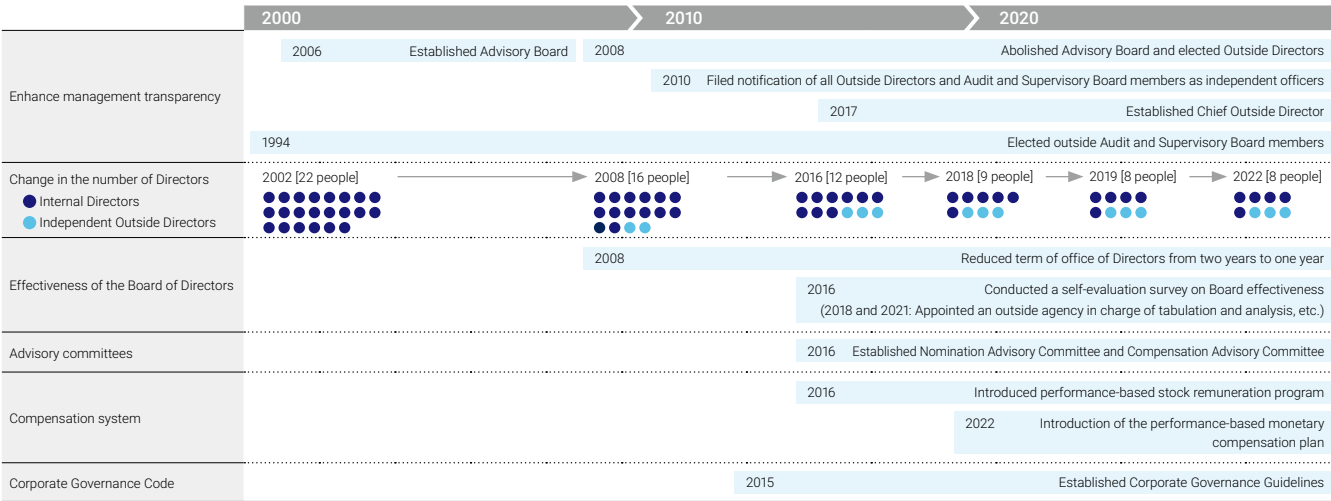 2000 2010 2020
Enhance management transparency
2006 Established Advisory Board
2008 Abolished Advisory Board and elected Outside Directors
2010 Filed notification of all Outside Directors and Audit and Supervisory Board members as independent officers
2017 Established Chief Outside Director
1994 Elected outside Audit and Supervisory Board members
Change in the number of Directors
Internal Directors
Independent Outside Directors
2002 [22 people]
2008 [16 people]
2016 [12 people]
2018 [9 people]
2019 [8 people]
2022 [8 people]
Effectiveness of the Board of Directors
2008 Reduced term of office of Directors from two years to one year
2016 Conducted a self-evaluation survey on Board effectiveness
(2018 and 2021: Appointed an outside agency in charge of tabulation and analysis, etc.)
Advisory committees
2016 Established Nomination Advisory Committee and Compensation Advisory Committee
Compensation system
2016 Introduced performance-based stock remuneration program
2022 Introduction of the performance-based monetary
compensation plan
Corporate Governance Code
2015 Established Corporate Governance Guidelines